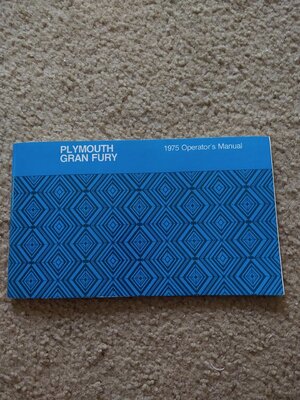 PLYMOUTH
GRAN FURY
1975 Operator's Manual